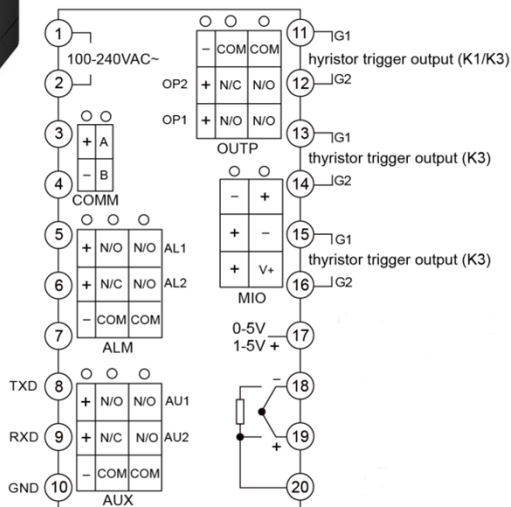 1
100-240VAC~
2
3
+ A
4
– B
COMM
5
+ N/O N/O AL1
6
+ N/C N/O AL2
7
– COM COM
ALM
TXD 8
+ N/O N/O AU1
RXD 9
+ N/C N/O AU2
GND 10
– COM COM
AUX
– COM COM
OP2 + N/C N/O
OP1 + N/O N/O
OUTP
– +
+ –
+ V+
MIO
11 G1
hyristor trigger output (K1/K3)
12 G2
13 G1
thyristor trigger output (K3)
14 G2
15 G1
thyristor trigger output (K3)
16 G2
0-5V
1-5V + 17
– 18
+ 19
20